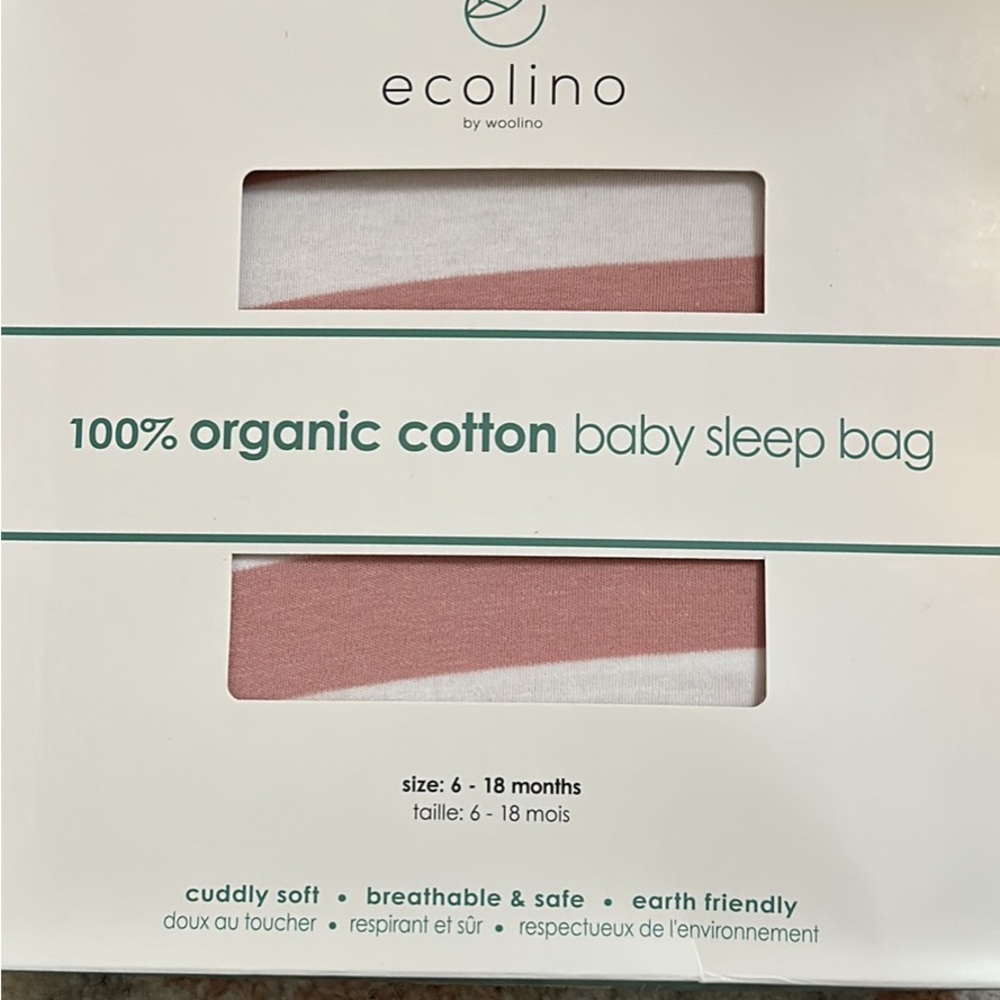 ecolino
by woolino
100% organic cotton baby sleep bag
size: 6 - 18 months
taille: 6 - 18 mois
cuddly soft • breathable & safe • earth friendly
doux au toucher • respirant et sûr • respectueux de l'environnement